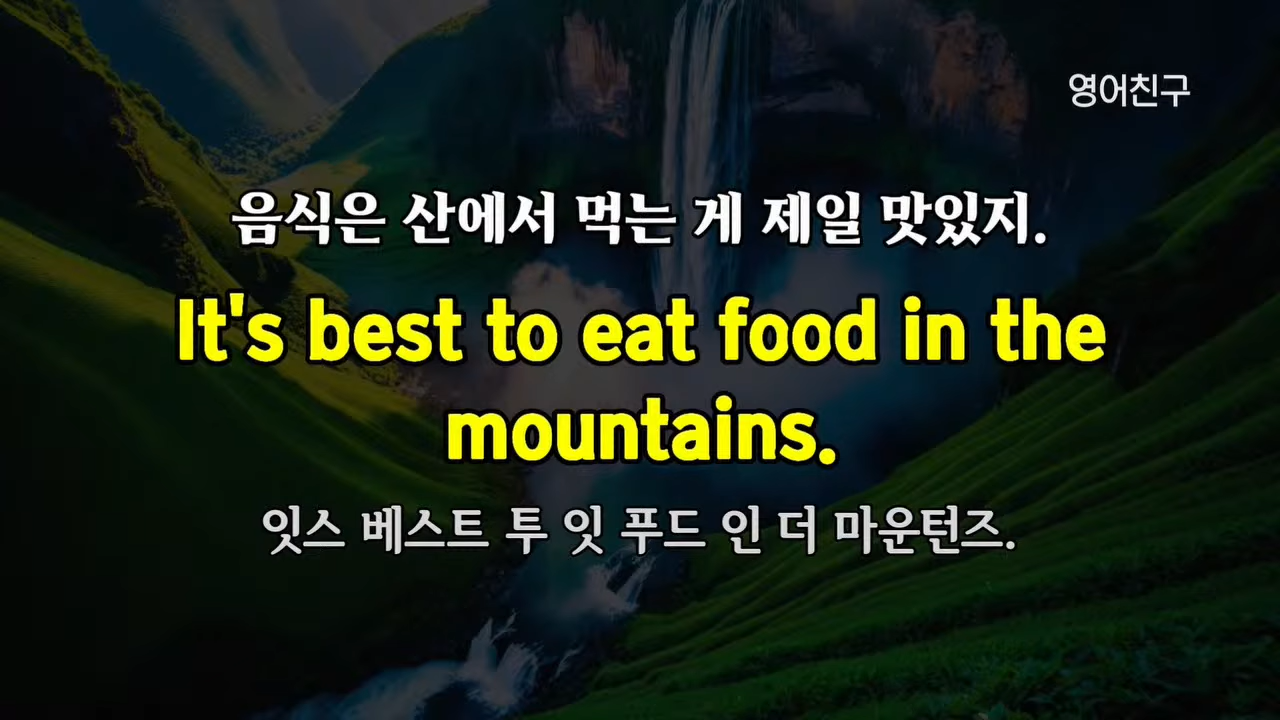 영어친구
음식은 산에서 먹는 게 제일 맛있지.
It's best to eat food in the
mountains.
잇스 베스트 투 잇 푸드 인 더 마운턴즈.